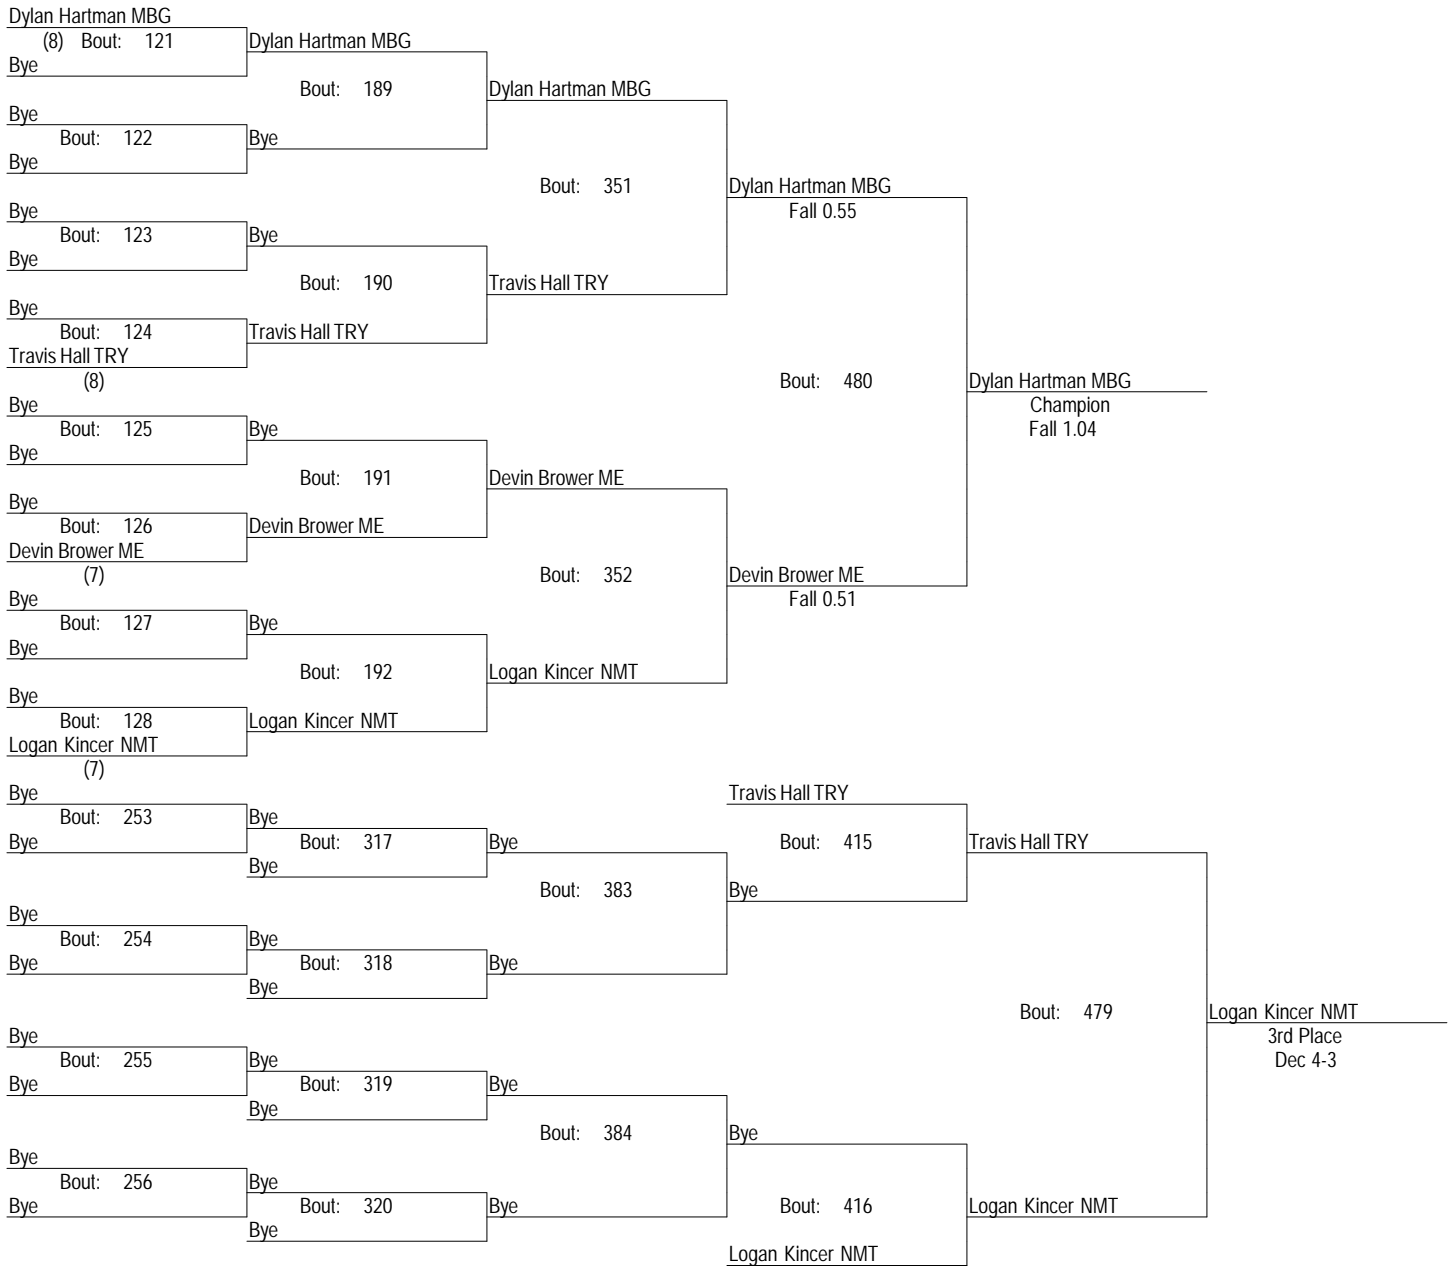 Dylan Hartman MBG
(8) Bout: 121 Dylan Hartman MBG
Bye
Bout: 189 Dylan Hartman MBG
Bye
Bout: 122 Bye
Bye
Bout: 351 Dylan Hartman MBG
Bye Fall 0.55
Bout: 123 Bye
Bye
Bout: 190 Travis Hall TRY
Bye
Bout: 124 Travis Hall TRY
Travis Hall TRY
(8) Bout: 480 Dylan Hartman MBG
Bye Champion
Bout: 125 Bye Fall 1.04
Bye
Bout: 191 Devin Brower ME
Bye
Bout: 126 Devin Brower ME
Devin Brower ME
(7) Bout: 352 Devin Brower ME
Bye Fall 0.51
Bout: 127 Bye
Bye
Bout: 192 Logan Kincer NMT
Bye
Bout: 128 Logan Kincer NMT
Logan Kincer NMT
(7)
Bye Travis Hall TRY
Bout: 253 Bye
Bye Bout: 317 Bye Bout: 415 Travis Hall TRY
Bye
Bout: 383 Bye
Bye
Bout: 254 Bye
Bye Bout: 318 Bye
Bye
Bout: 479 Logan Kincer NMT
Bye 3rd Place
Bout: 255 Bye Dec 4-3
Bye Bout: 319 Bye
Bye
Bout: 384 Bye
Bye
Bout: 256 Bye
Bye Bout: 320 Bye Bout: 416 Logan Kincer NMT
Bye
Logan Kincer NMT